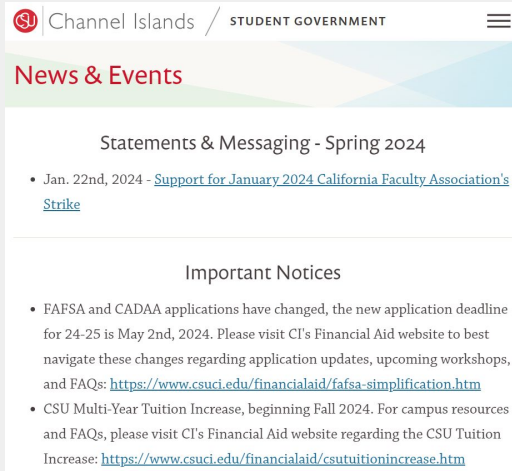 CSU Channel Islands / STUDENT GOVERNMENT
News & Events
Statements & Messaging - Spring 2024
• Jan. 22nd, 2024 - Support for January 2024 California Faculty Association's
Strike
Important Notices
• FAFSA and CADAA applications have changed, the new application deadline
for 24-25 is May 2nd, 2024. Please visit CI's Financial Aid website to best
navigate these changes regarding application updates, upcoming workshops,
and FAQs: https://www.csuci.edu/financialaid/fafsa-simplification.htm
• CSU Multi-Year Tuition Increase, beginning Fall 2024. For campus resources
and FAQs, please visit CI's Financial Aid website regarding the CSU Tuition
Increase: https://www.csuci.edu/financialaid/csutuitionincrease.htm